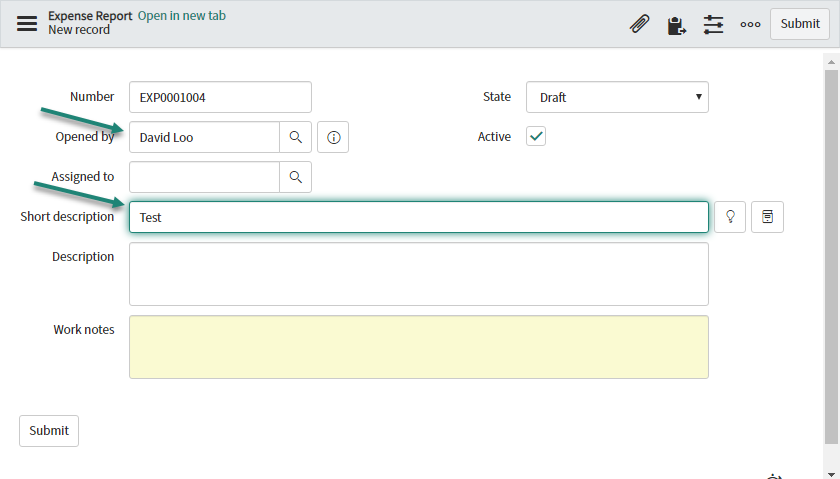 Expense Report Open in new tab
New record
Submit
Number EXP0001004 State Draft
Opened by David Loo Active
Assigned to
Short description Test
Description
Work notes
Submit